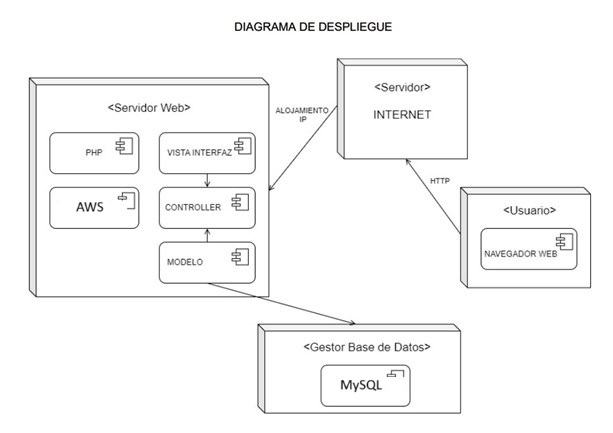 DIAGRAMA DE DESPLIEGUE
<Servidor Web>
PHP
VISTA INTERFAZ
AWS
CONTROLLER
MODELO
ALOJAMIENTO
IP
<Servidor>
INTERNET
HTTP
<Usuario>
NAVEGADOR WEB
<Gestor Base de Datos>
MySQL